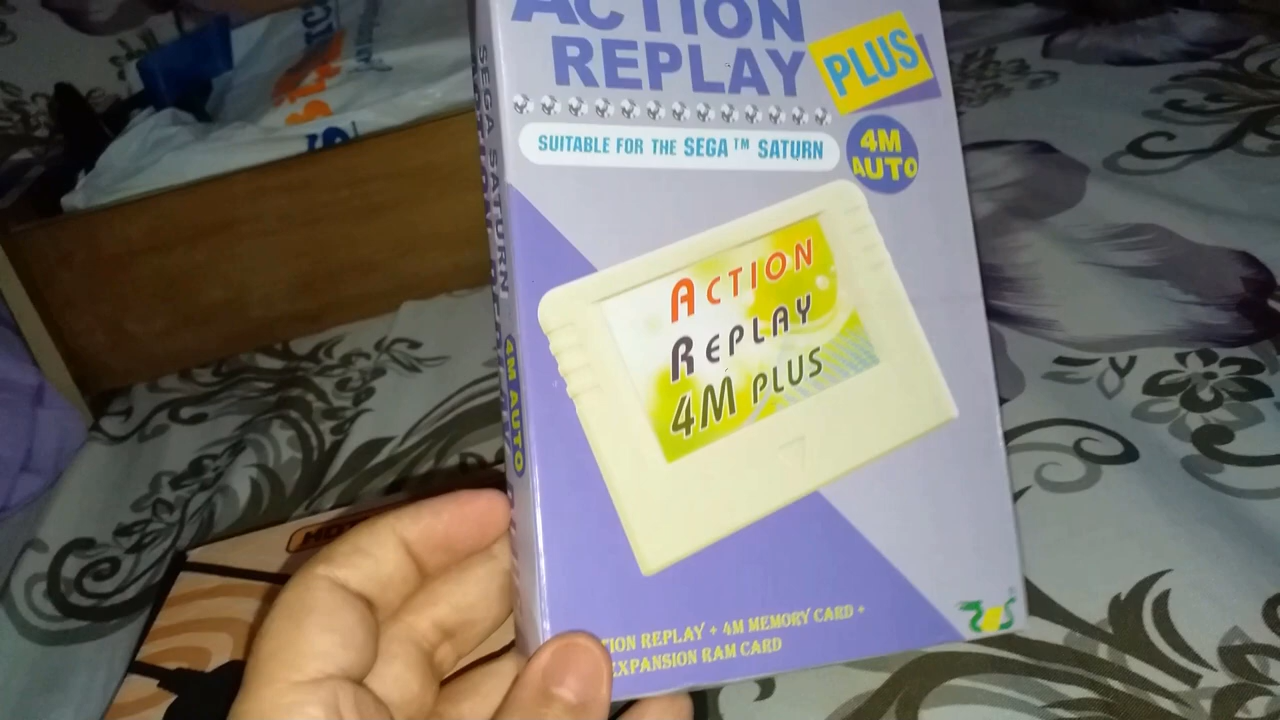 ACTION
REPLAY
PLUS
SUITABLE FOR THE SEGA™ SATURN
4M
AUTO
ACTION
REPLAY
4M PLUS
TION REPLAY + 4M MEMORY CARD +
EXPANSION RAM CARD
SEGA SATURN
4M AUTO